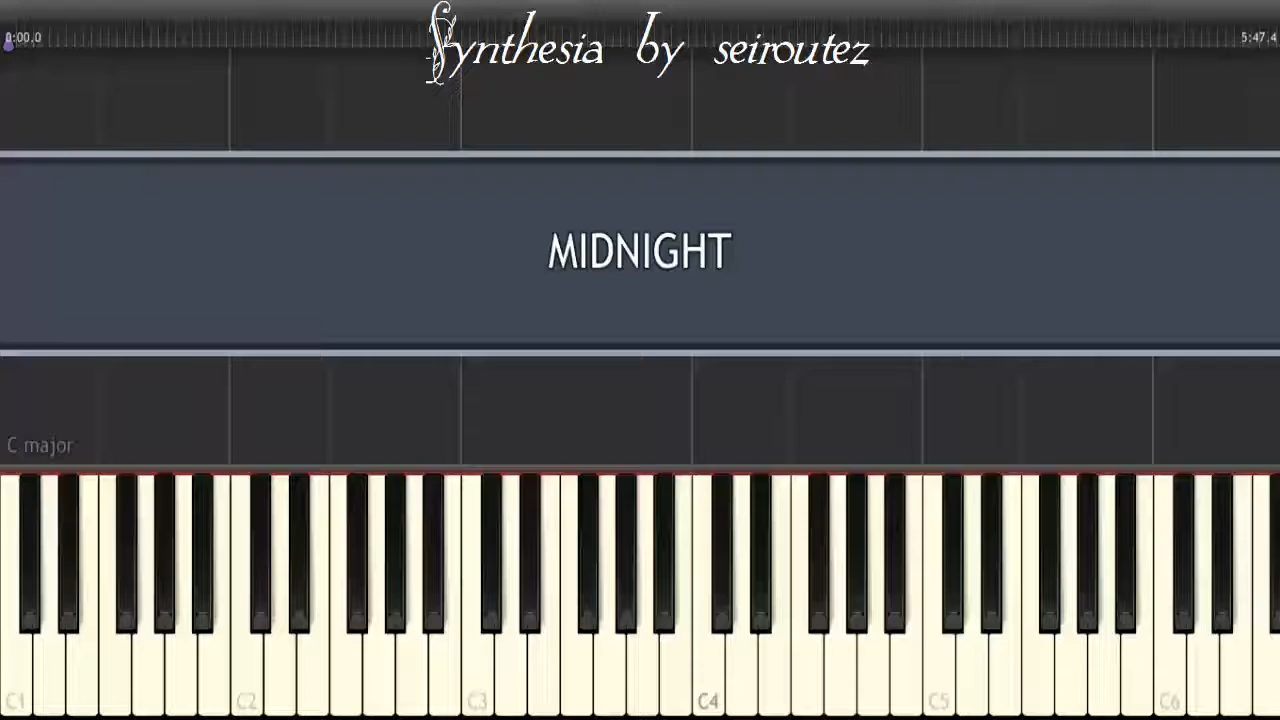 0:00.0
Synthesia by seiroutez
5:47.4
MIDNIGHT
C major
C1 C2 C3 C4 C5 C6